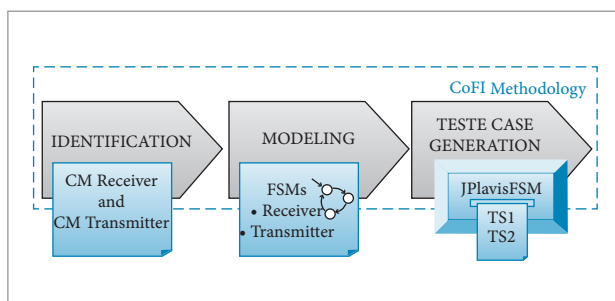 CoFI Methodology
IDENTIFICATION
CM Receiver
and
CM Transmitter
MODELING
FSMs
• Receiver
• Transmitter
TESTE CASE
GENERATION
JPlavisFSM
TS1
TS2